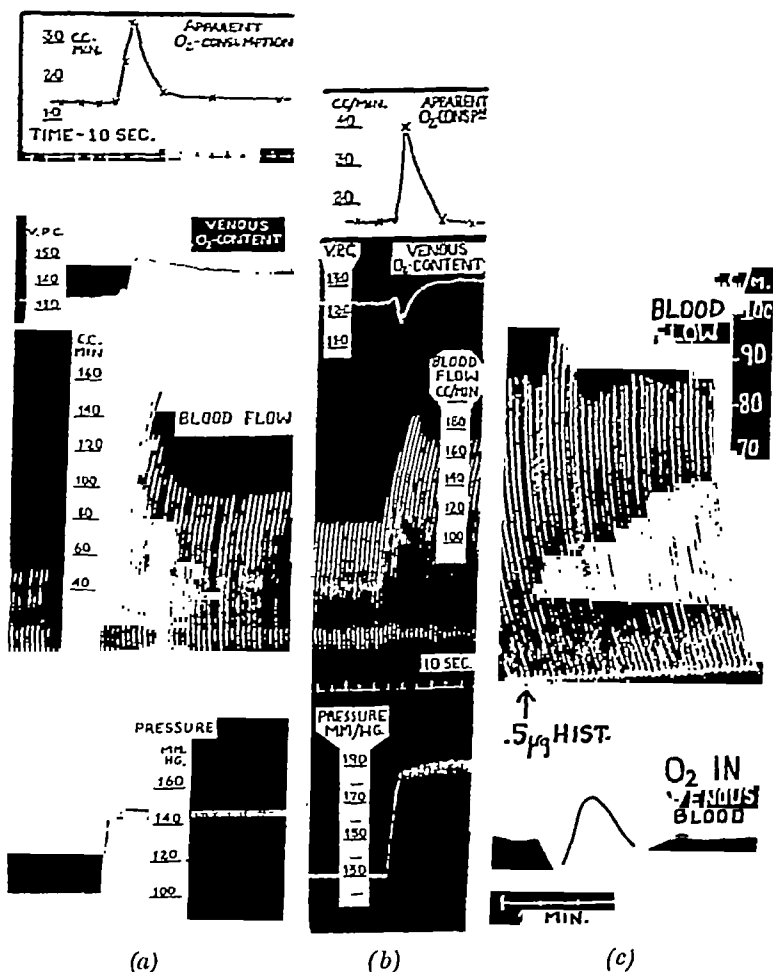 APPARENT
O₂-CONSUMPTION
CC.
MIN.
30
20
10
TIME-10 SEC.
V.P.C.
150
140
130
VENOUS
O₂-CONTENT
CC.
MIN
160
140
120
100
80
60
40
BLOOD FLOW
PRESSURE
MM.
HG.
160
140
120
100
(a)
CC/MIN.
40
30
20
APPARENT
O₂-CONSPᴺ
V.P.C.
130
120
110
VENOUS
O₂-CONTENT
BLOOD
FLOW
CC/MIN.
180
160
140
120
100
10 SEC.
PRESSURE
MM/HG.
190
170
150
130
(b)
BLOOD
FLOW
100
90
80
70
.5μg HIST.
O₂ IN
VENOUS
BLOOD
MIN.
(c)